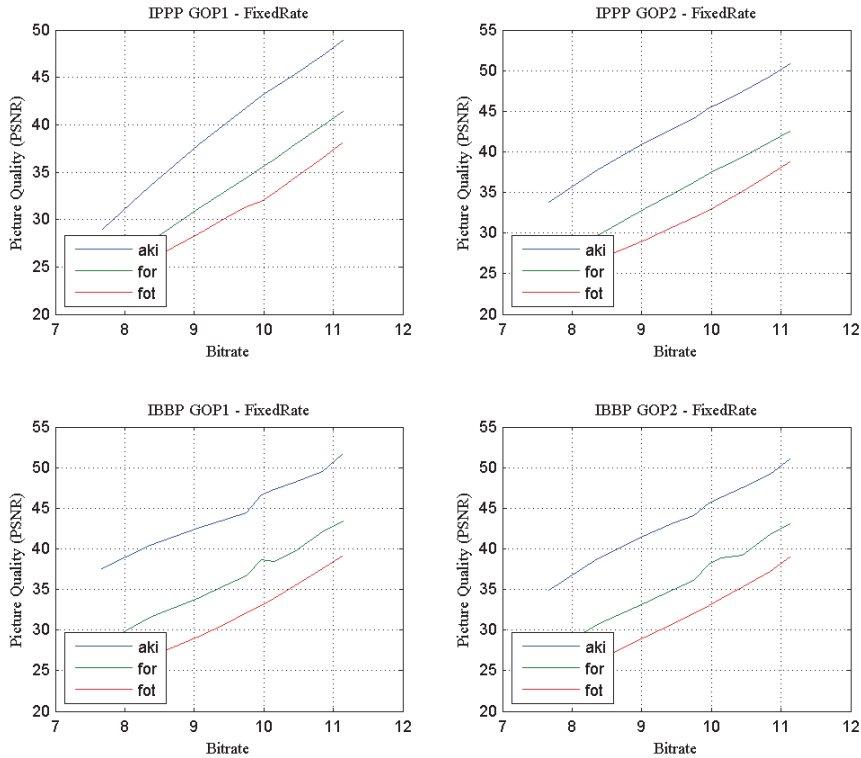 IPPP GOP1 - FixedRate
Picture Quality (PSNR)
50
45
40
35
30
25
20
aki
for
fot
7 8 9 10 11 12
Bitrate
IPPP GOP2 - FixedRate
Picture Quality (PSNR)
55
50
45
40
35
30
25
20
aki
for
fot
7 8 9 10 11 12
Bitrate
IBBP GOP1 - FixedRate
Picture Quality (PSNR)
55
50
45
40
35
30
25
20
aki
for
fot
7 8 9 10 11 12
Bitrate
IBBP GOP2 - FixedRate
Picture Quality (PSNR)
55
50
45
40
35
30
25
20
aki
for
fot
7 8 9 10 11 12
Bitrate